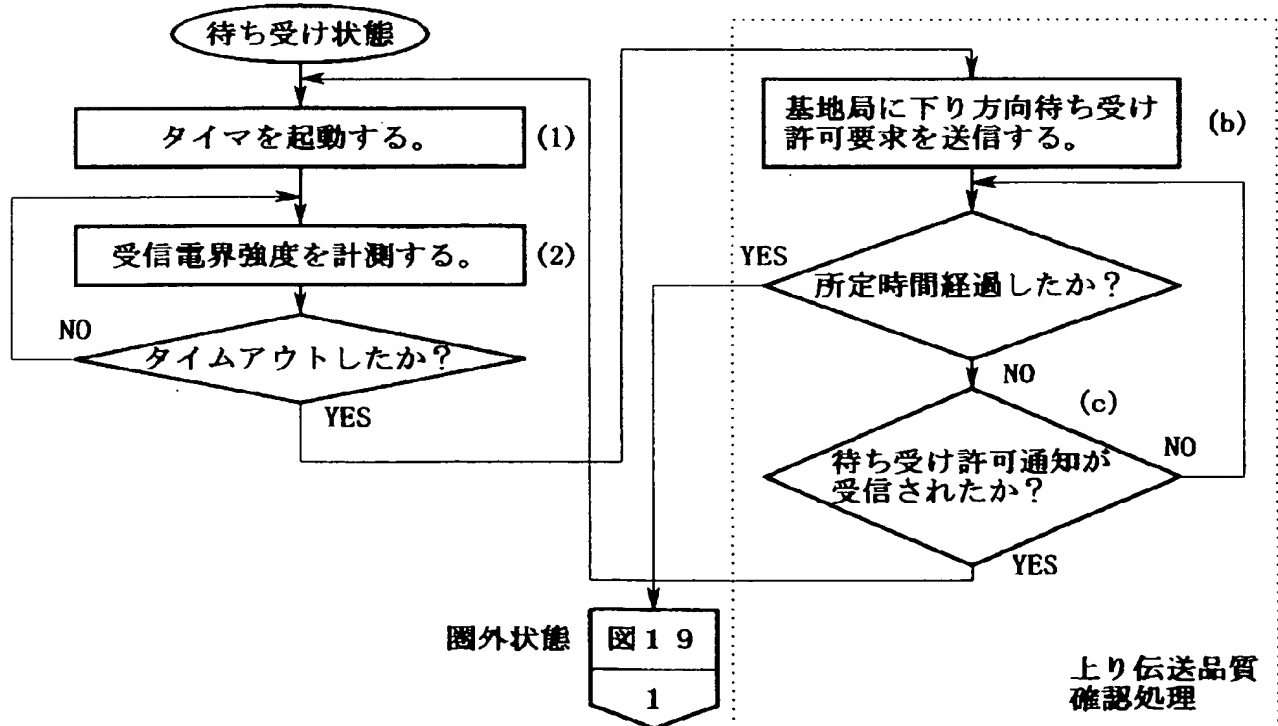 待ち受け状態
タイマを起動する。
(1)
受信電界強度を計測する。
(2)
NO
タイムアウトしたか？
YES
基地局に下り方向待ち受け
許可要求を送信する。
(b)
YES
所定時間経過したか？
NO
(c)
待ち受け許可通知が
受信されたか？
NO
YES
圏外状態
図１９
1
上り伝送品質
確認処理